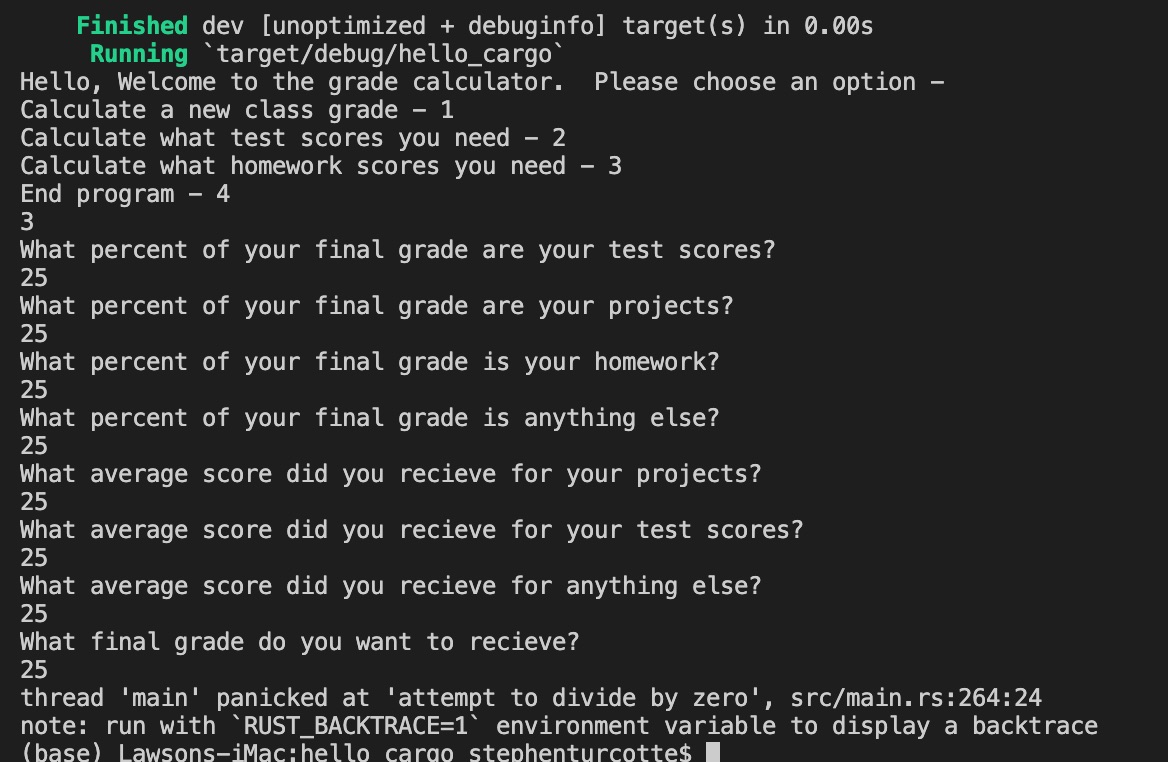 Finished dev [unoptimized + debuginfo] target(s) in 0.00s
Running `target/debug/hello_cargo`
Hello, Welcome to the grade calculator.  Please choose an option –
Calculate a new class grade – 1
Calculate what test scores you need – 2
Calculate what homework scores you need – 3
End program – 4
3
What percent of your final grade are your test scores?
25
What percent of your final grade are your projects?
25
What percent of your final grade is your homework?
25
What percent of your final grade is anything else?
25
What average score did you recieve for your projects?
25
What average score did you recieve for your test scores?
25
What average score did you recieve for anything else?
25
What final grade do you want to recieve?
25
thread 'main' panicked at 'attempt to divide by zero', src/main.rs:264:24
note: run with `RUST_BACKTRACE=1` environment variable to display a backtrace
(base) Lawsons-iMac:hello_cargo stephenturcotte$